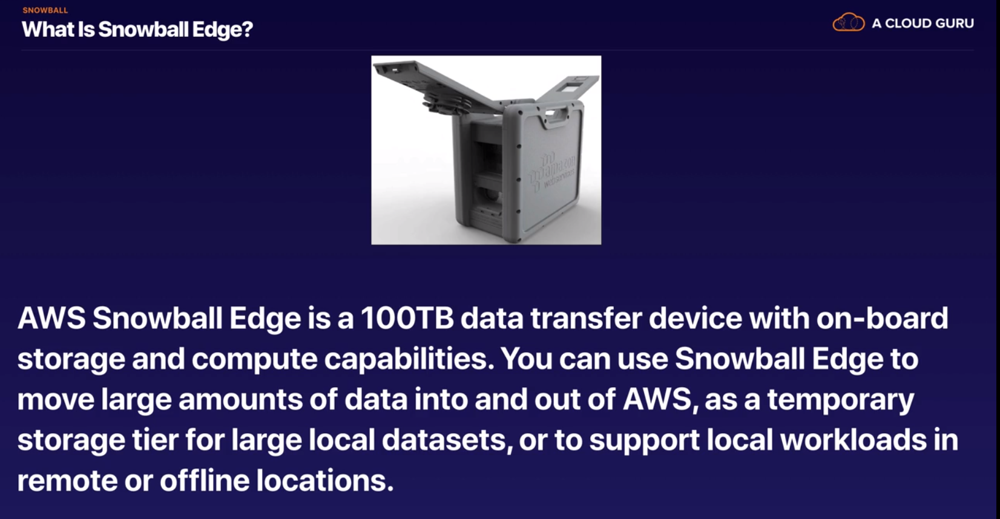 SNOWBALL
What Is Snowball Edge?
A CLOUD GURU
amazon
webservices
AWS Snowball Edge is a 100TB data transfer device with on-board
storage and compute capabilities. You can use Snowball Edge to
move large amounts of data into and out of AWS, as a temporary
storage tier for large local datasets, or to support local workloads in
remote or offline locations.